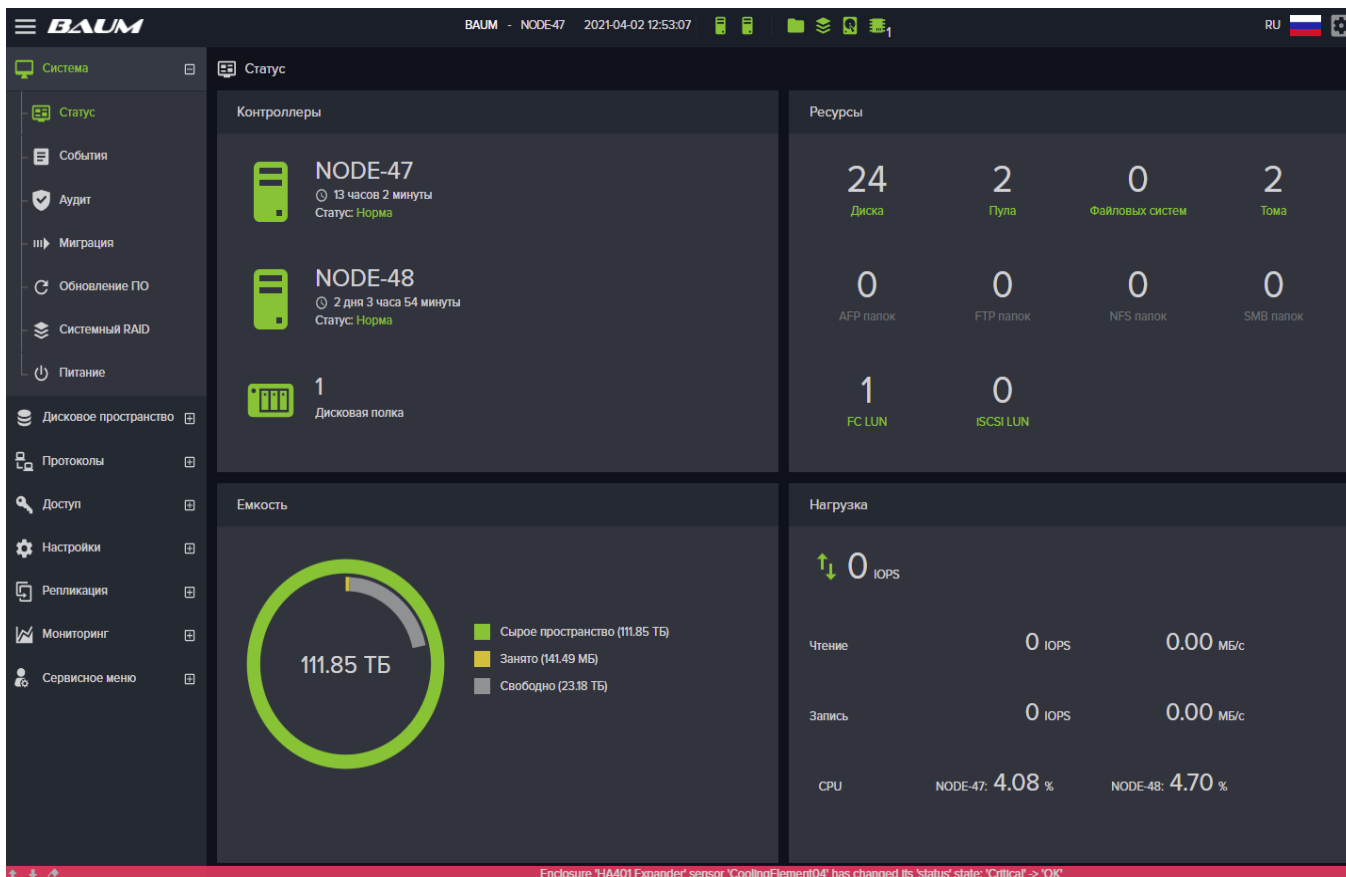 BAUM
BAUM - NODE-47 2021-04-02 12:53:07
1
RU
Система
Статус
События
Аудит
Миграция
Обновление ПО
Системный RAID
Питание
Дисковое пространство
Протоколы
Доступ
Настройки
Репликация
Мониторинг
Сервисное меню
Статус
Контроллеры
NODE-47
13 часов 2 минуты
Статус: Норма
NODE-48
2 дня 3 часа 54 минуты
Статус: Норма
1
Дисковая полка
Ресурсы
24 2 0 2
Диска Пула Файловых систем Тома
0 0 0 0
AFP папок FTP папок NFS папок SMB папок
1 0
FC LUN iSCSI LUN
Емкость
111.85 ТБ
Сырое пространство (111.85 ТБ)
Занято (141.49 МБ)
Свободно (23.18 ТБ)
Нагрузка
0 IOPS
Чтение 0 IOPS 0.00 МБ/с
Запись 0 IOPS 0.00 МБ/с
CPU NODE-47: 4.08 % NODE-48: 4.70 %
Enclosure 'HA401 Expander' sensor 'CoolingElement04' has changed its 'status' state: 'Critical' -> 'OK'